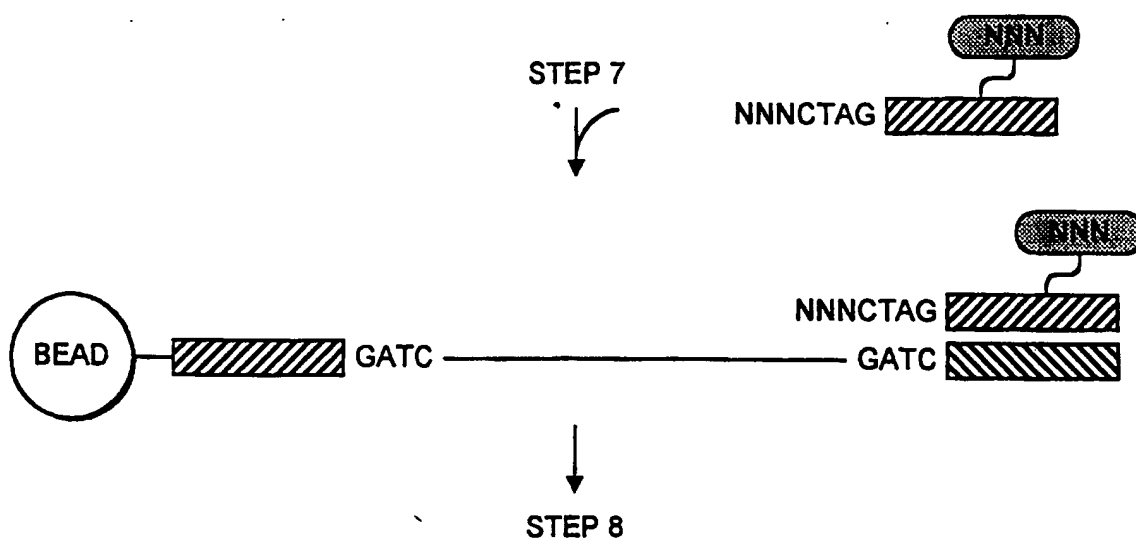 NNN
STEP 7
NNNCTAG
NNN
NNNCTAG
BEAD
GATC
GATC
STEP 8